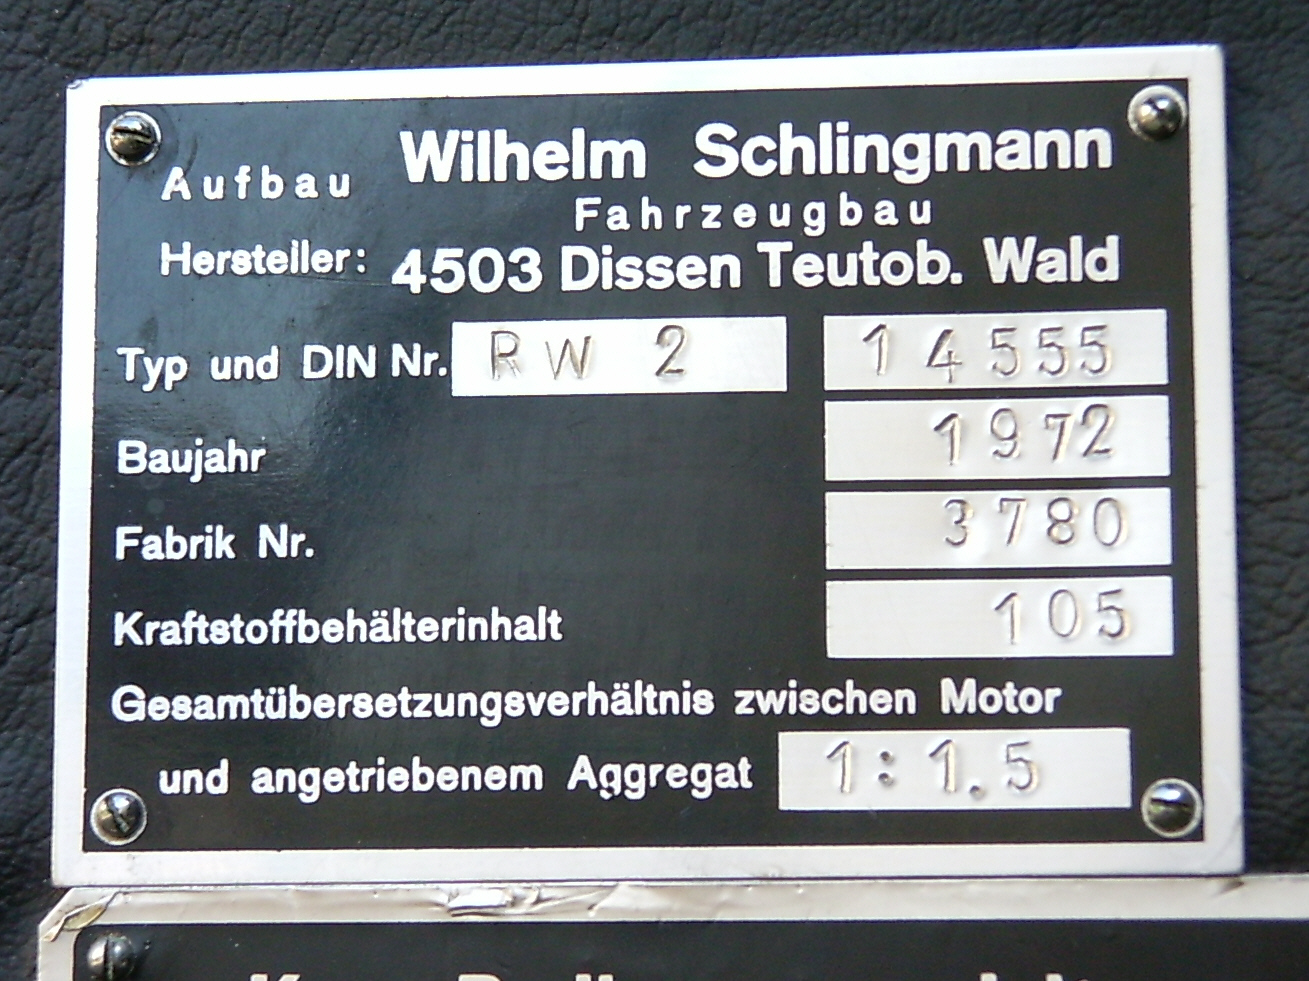 Aufbau Wilhelm Schlingmann
Fahrzeugbau
Hersteller: 4503 Dissen Teutob. Wald
Typ und DIN Nr. RW 2 14555
Baujahr 1972
Fabrik Nr. 3780
Kraftstoffbehälterinhalt 105
Gesamtübersetzungsverhältnis zwischen Motor
und angetriebenem Aggregat 1:1.5